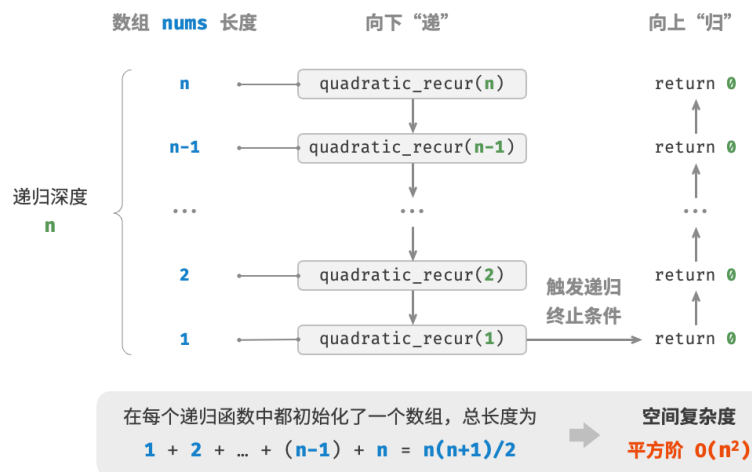 数组 nums 长度 向下“递” 向上“归”
n quadratic_recur(n) return 0
n-1 quadratic_recur(n-1) return 0
递归深度
n
... ... ...
2 quadratic_recur(2) return 0
触发递归
终止条件
1 quadratic_recur(1) return 0
在每个递归函数中都初始化了一个数组，总长度为 空间复杂度
1 + 2 + … + (n-1) + n = n(n+1)/2 平方阶 O(n²)